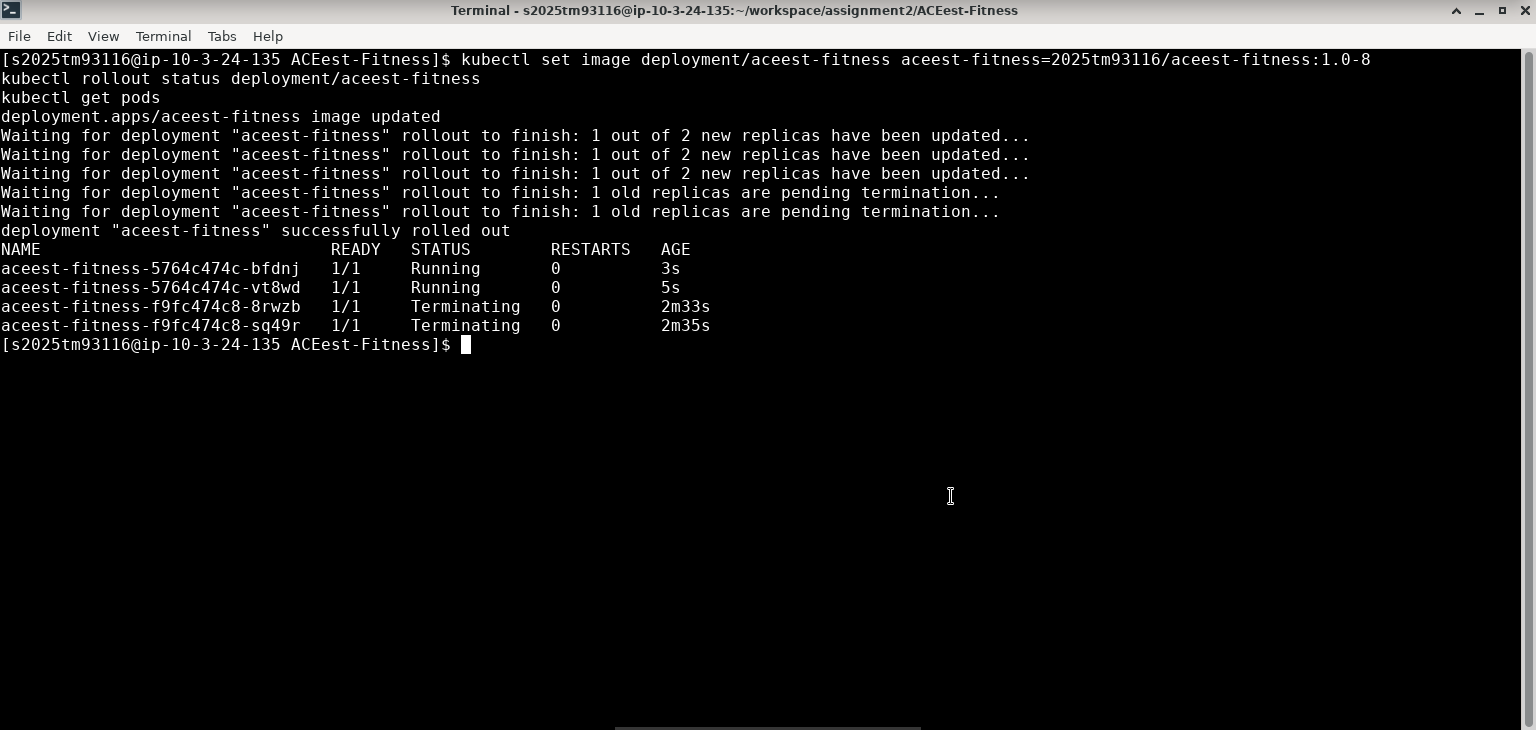 Terminal - s2025tm93116@ip-10-3-24-135:~/workspace/assignment2/ACEest-Fitness
File Edit View Terminal Tabs Help
[s2025tm93116@ip-10-3-24-135 ACEest-Fitness]$ kubectl set image deployment/aceest-fitness aceest-fitness=2025tm93116/aceest-fitness:1.0-8
kubectl rollout status deployment/aceest-fitness
kubectl get pods
deployment.apps/aceest-fitness image updated
Waiting for deployment "aceest-fitness" rollout to finish: 1 out of 2 new replicas have been updated...
Waiting for deployment "aceest-fitness" rollout to finish: 1 out of 2 new replicas have been updated...
Waiting for deployment "aceest-fitness" rollout to finish: 1 out of 2 new replicas have been updated...
Waiting for deployment "aceest-fitness" rollout to finish: 1 old replicas are pending termination...
Waiting for deployment "aceest-fitness" rollout to finish: 1 old replicas are pending termination...
deployment "aceest-fitness" successfully rolled out
NAME                             READY   STATUS        RESTARTS   AGE
aceest-fitness-5764c474c-bfdnj   1/1     Running       0          3s
aceest-fitness-5764c474c-vt8wd   1/1     Running       0          5s
aceest-fitness-f9fc474c8-8rwzb   1/1     Terminating   0          2m33s
aceest-fitness-f9fc474c8-sq49r   1/1     Terminating   0          2m35s
[s2025tm93116@ip-10-3-24-135 ACEest-Fitness]$